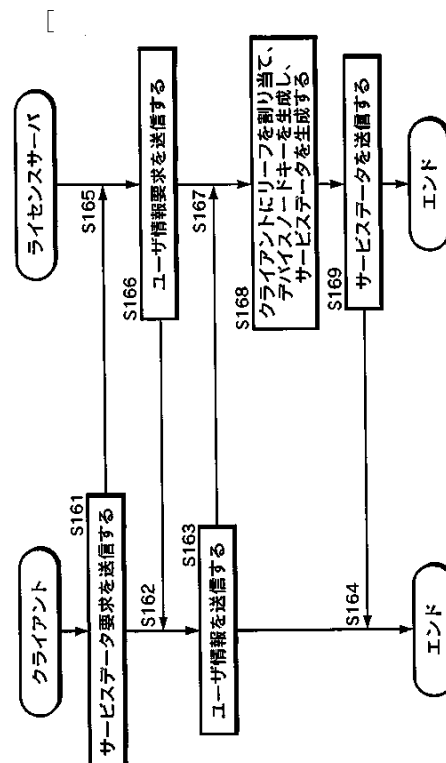 クライアント
ライセンスサーバ
S161
サービスデータ要求を送信する
S165
S166
ユーザ情報要求を送信する
S162
S163
ユーザ情報を送信する
S167
S168
クライアントにリーフを割り当て、
デバイスノードキーを生成し、
サービスデータを生成する
S169
サービスデータを送信する
S164
エンド
エンド